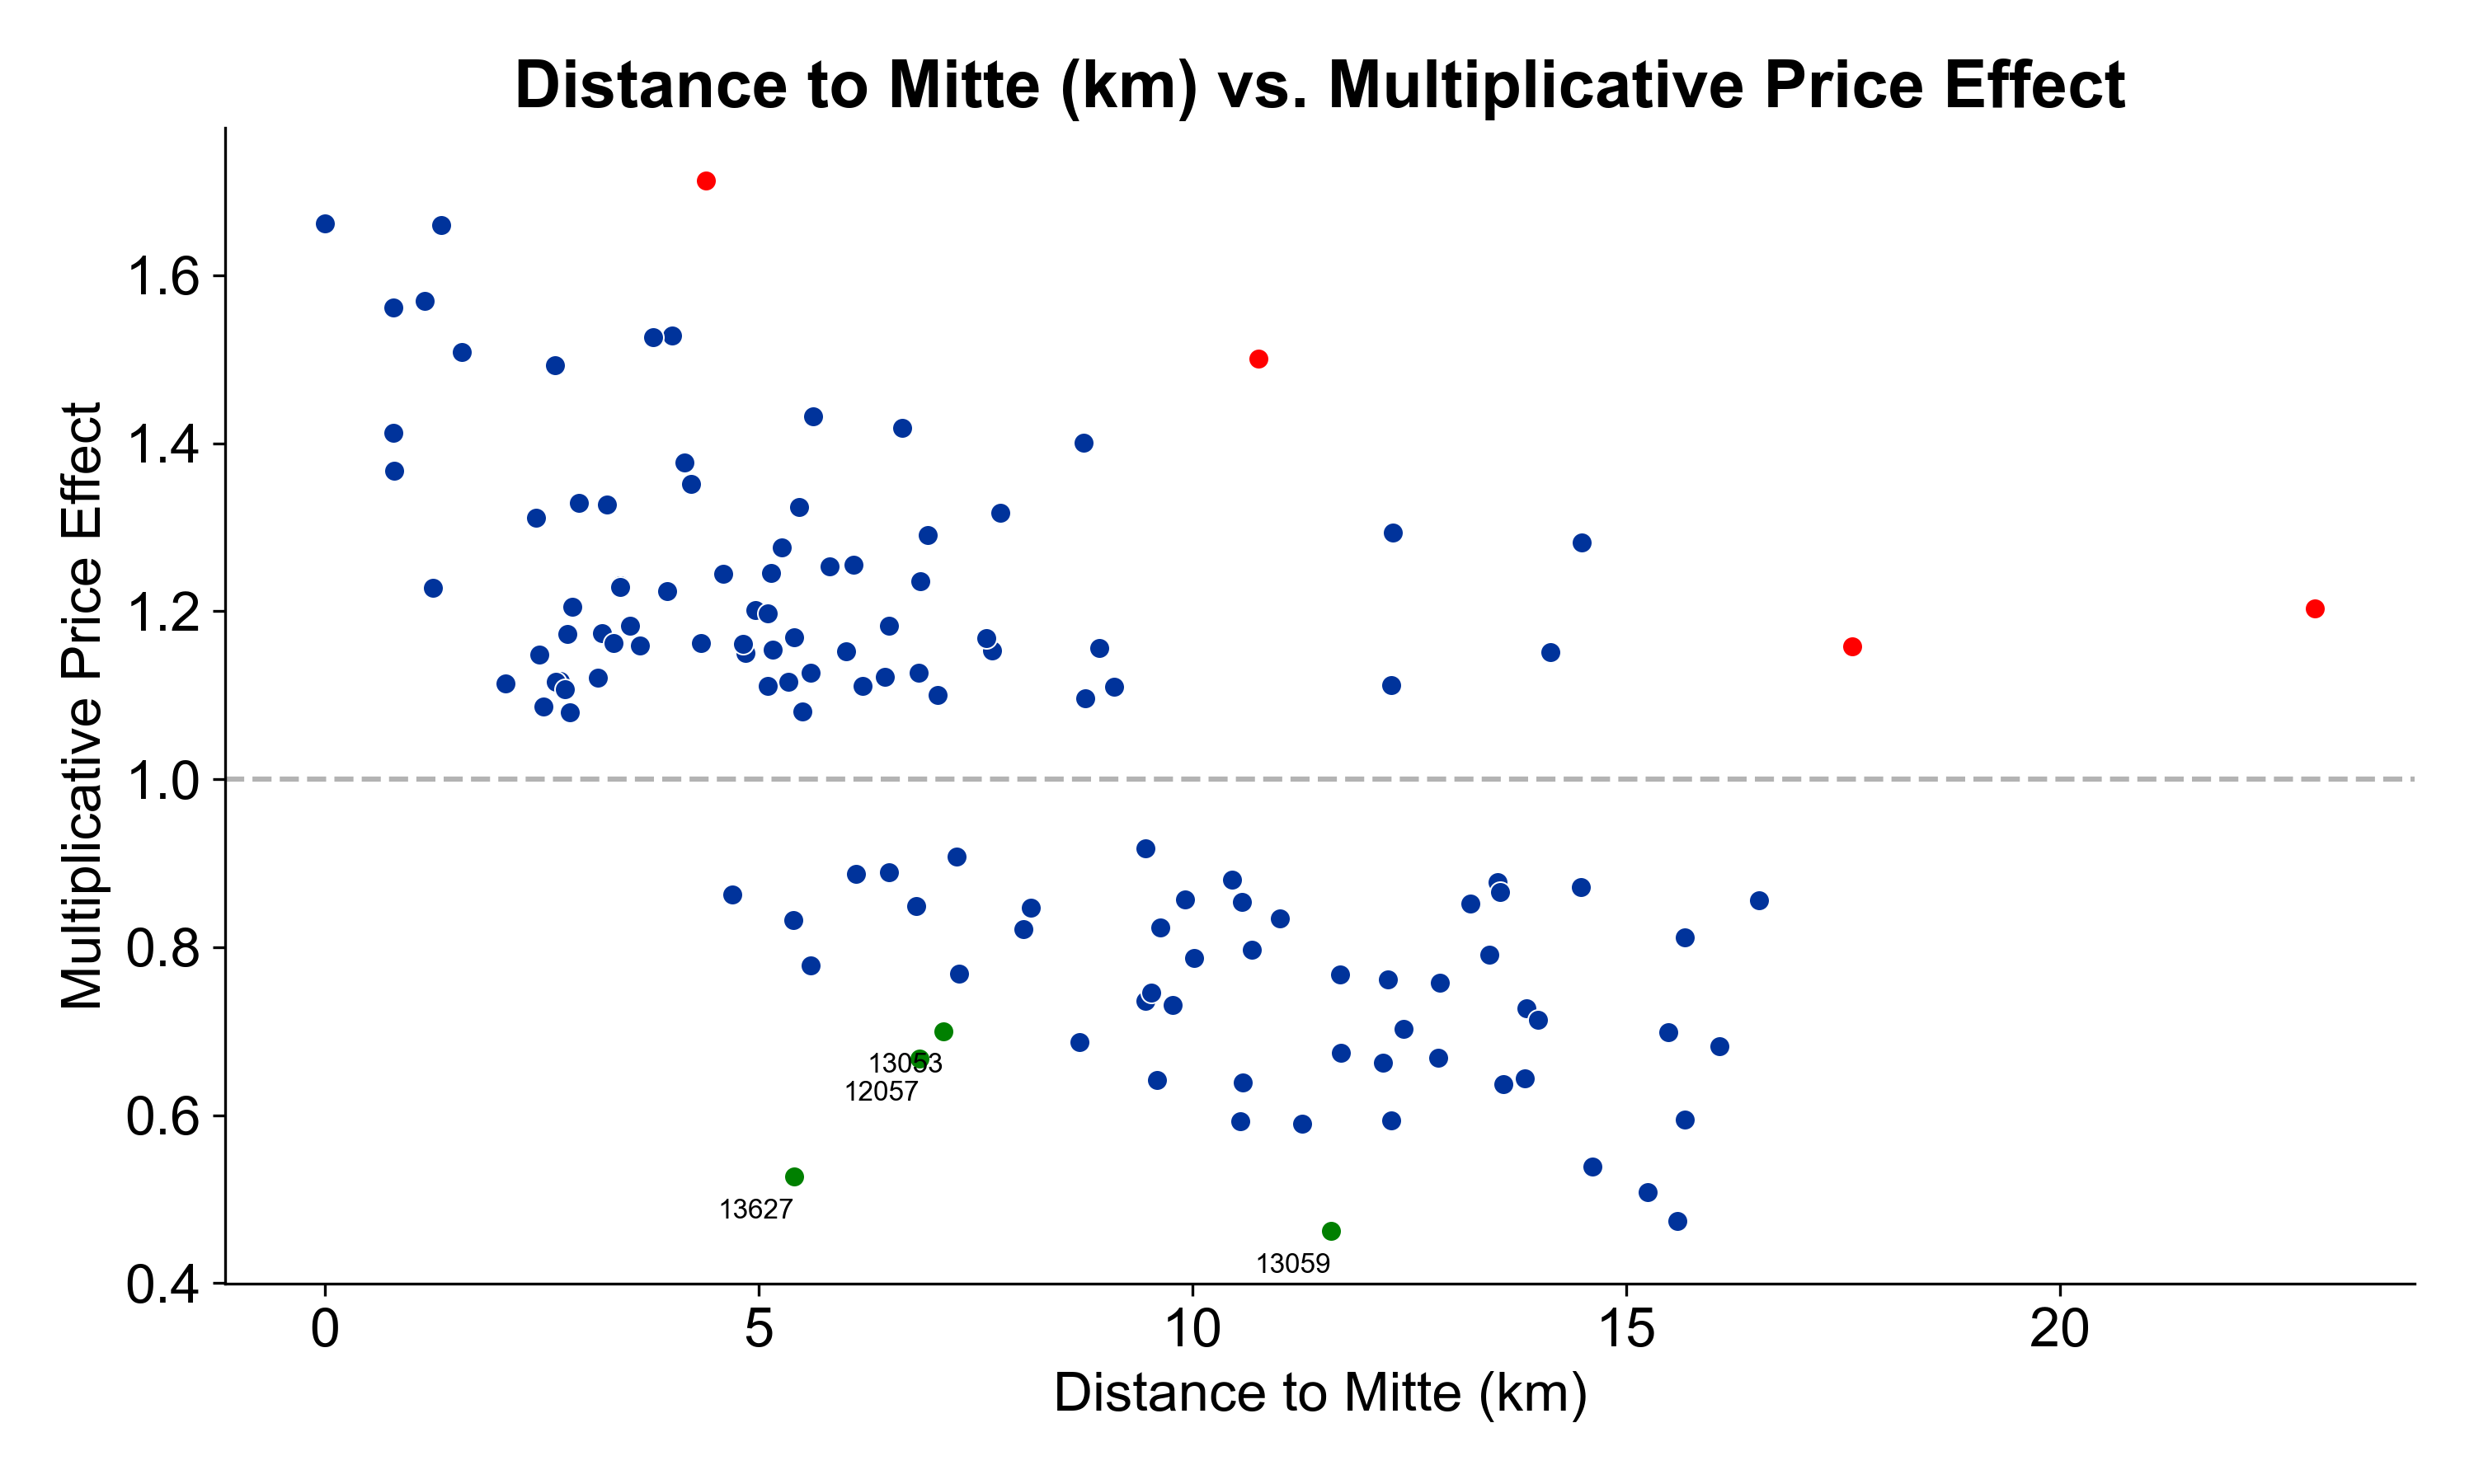 Distance to Mitte (km) vs. Multiplicative Price Effect
Multiplicative Price Effect
1.6
1.4
1.2
1.0
0.8
0.6
0.4
13053
12057
13627
13059
0 5 10 15 20
Distance to Mitte (km)